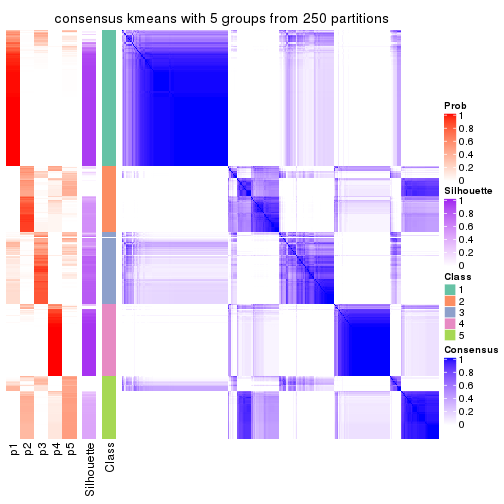 consensus kmeans with 5 groups from 250 partitions
Prob
1
0.8
0.6
0.4
0.2
0
Silhouette
1
0.8
0.6
0.4
0.2
0
Class
1
2
3
4
5
Consensus
1
0.8
0.6
0.4
0.2
0
p1
p2
p3
p4
p5
Silhouette
Class